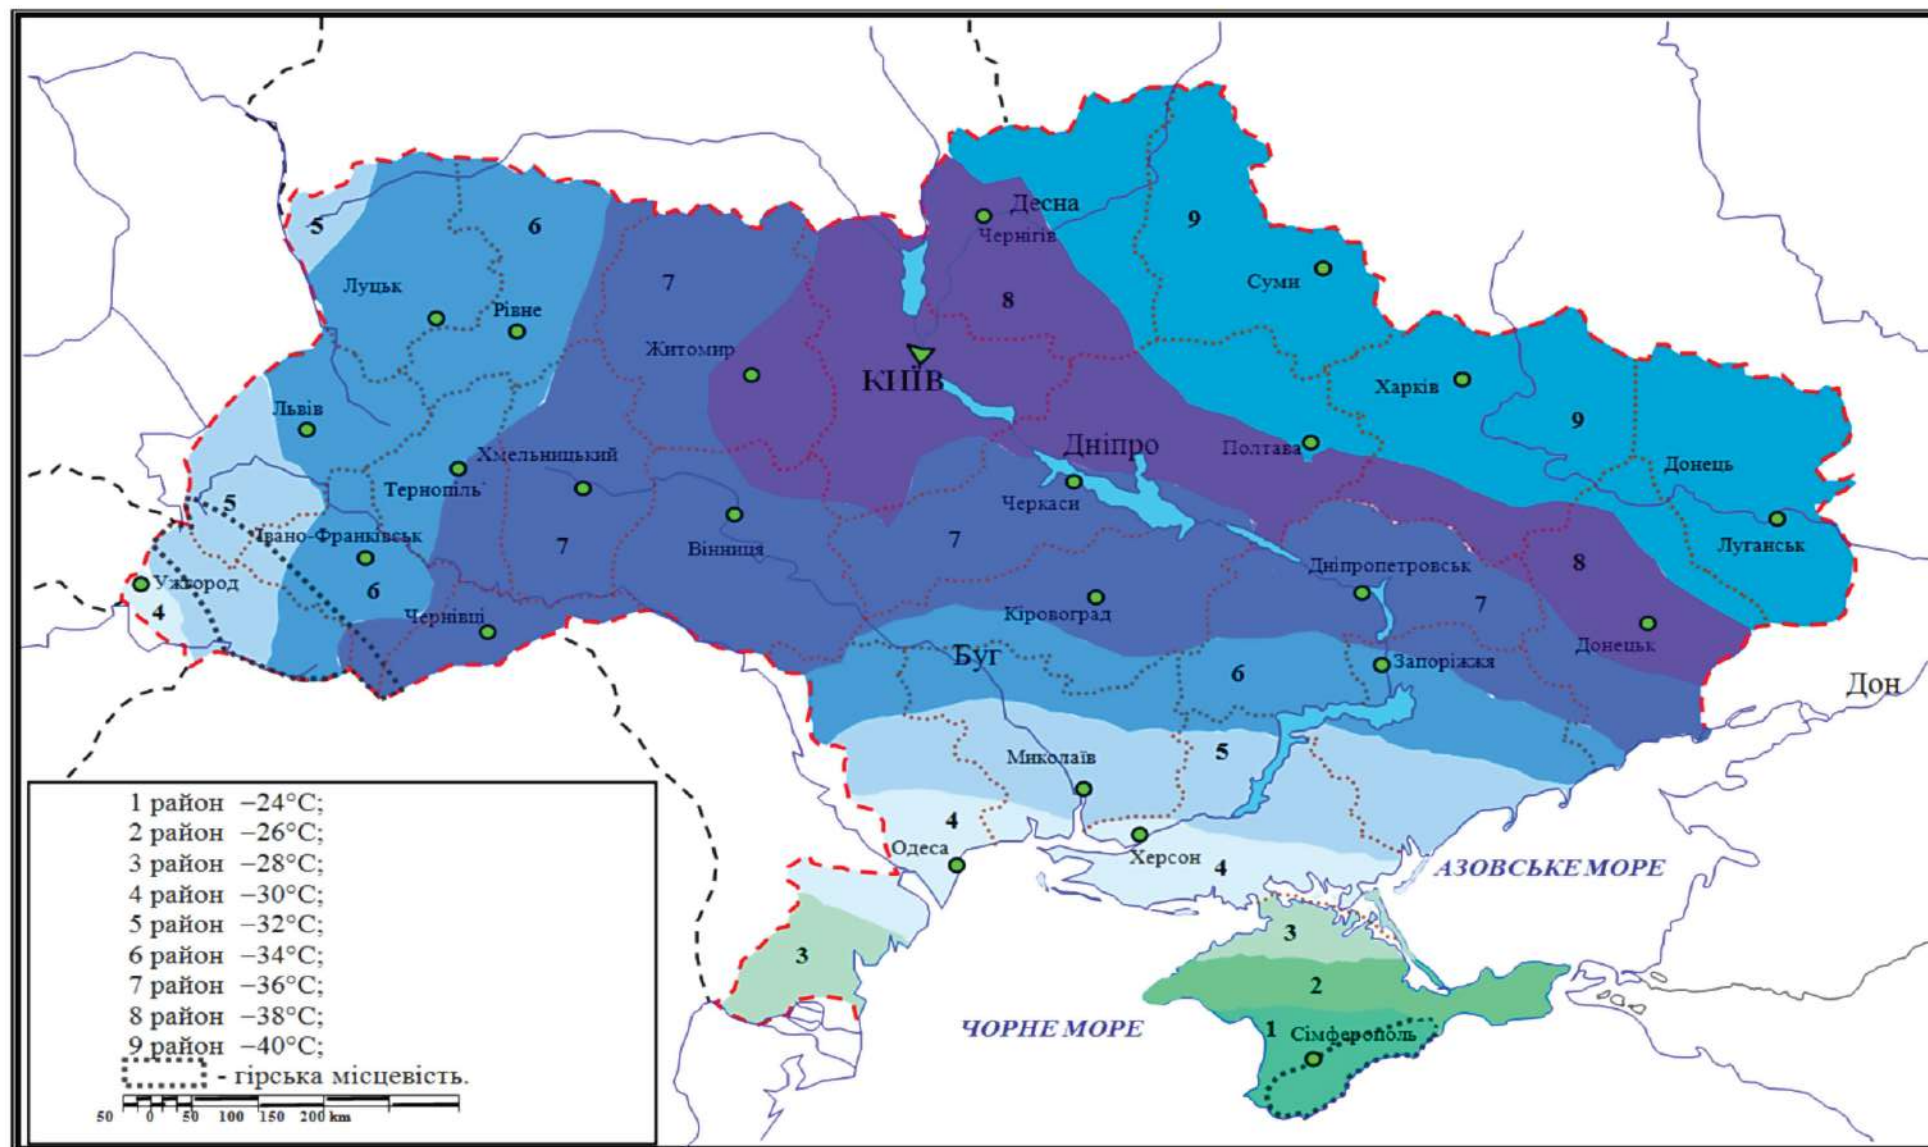 5
6
9
Десна
Чернігів
7
8
Суми
Луцьк
Рівне
Житомир
КИЇВ
Харків
9
Львів
Дніпро
Полтава
Донець
Хмельницький
Тернопіль
Черкаси
5
Івано-Франківськ
7
Вінниця
7
Луганськ
8
Ужгород
4
6
Дніпропетровськ
7
Чернівці
Кіровоград
Донецьк
Буг
6
Запоріжжя
Дон
Миколаїв
5
4
Одеса
Херсон
4
АЗОВСЬКЕ МОРЕ
3
3
2
ЧОРНЕ МОРЕ
1
Сімферополь
1 район −24°C;
2 район −26°C;
3 район −28°C;
4 район −30°C;
5 район −32°C;
6 район −34°C;
7 район −36°C;
8 район −38°C;
9 район −40°C;
- гірська місцевість.
50 0 50 100 150 200 km